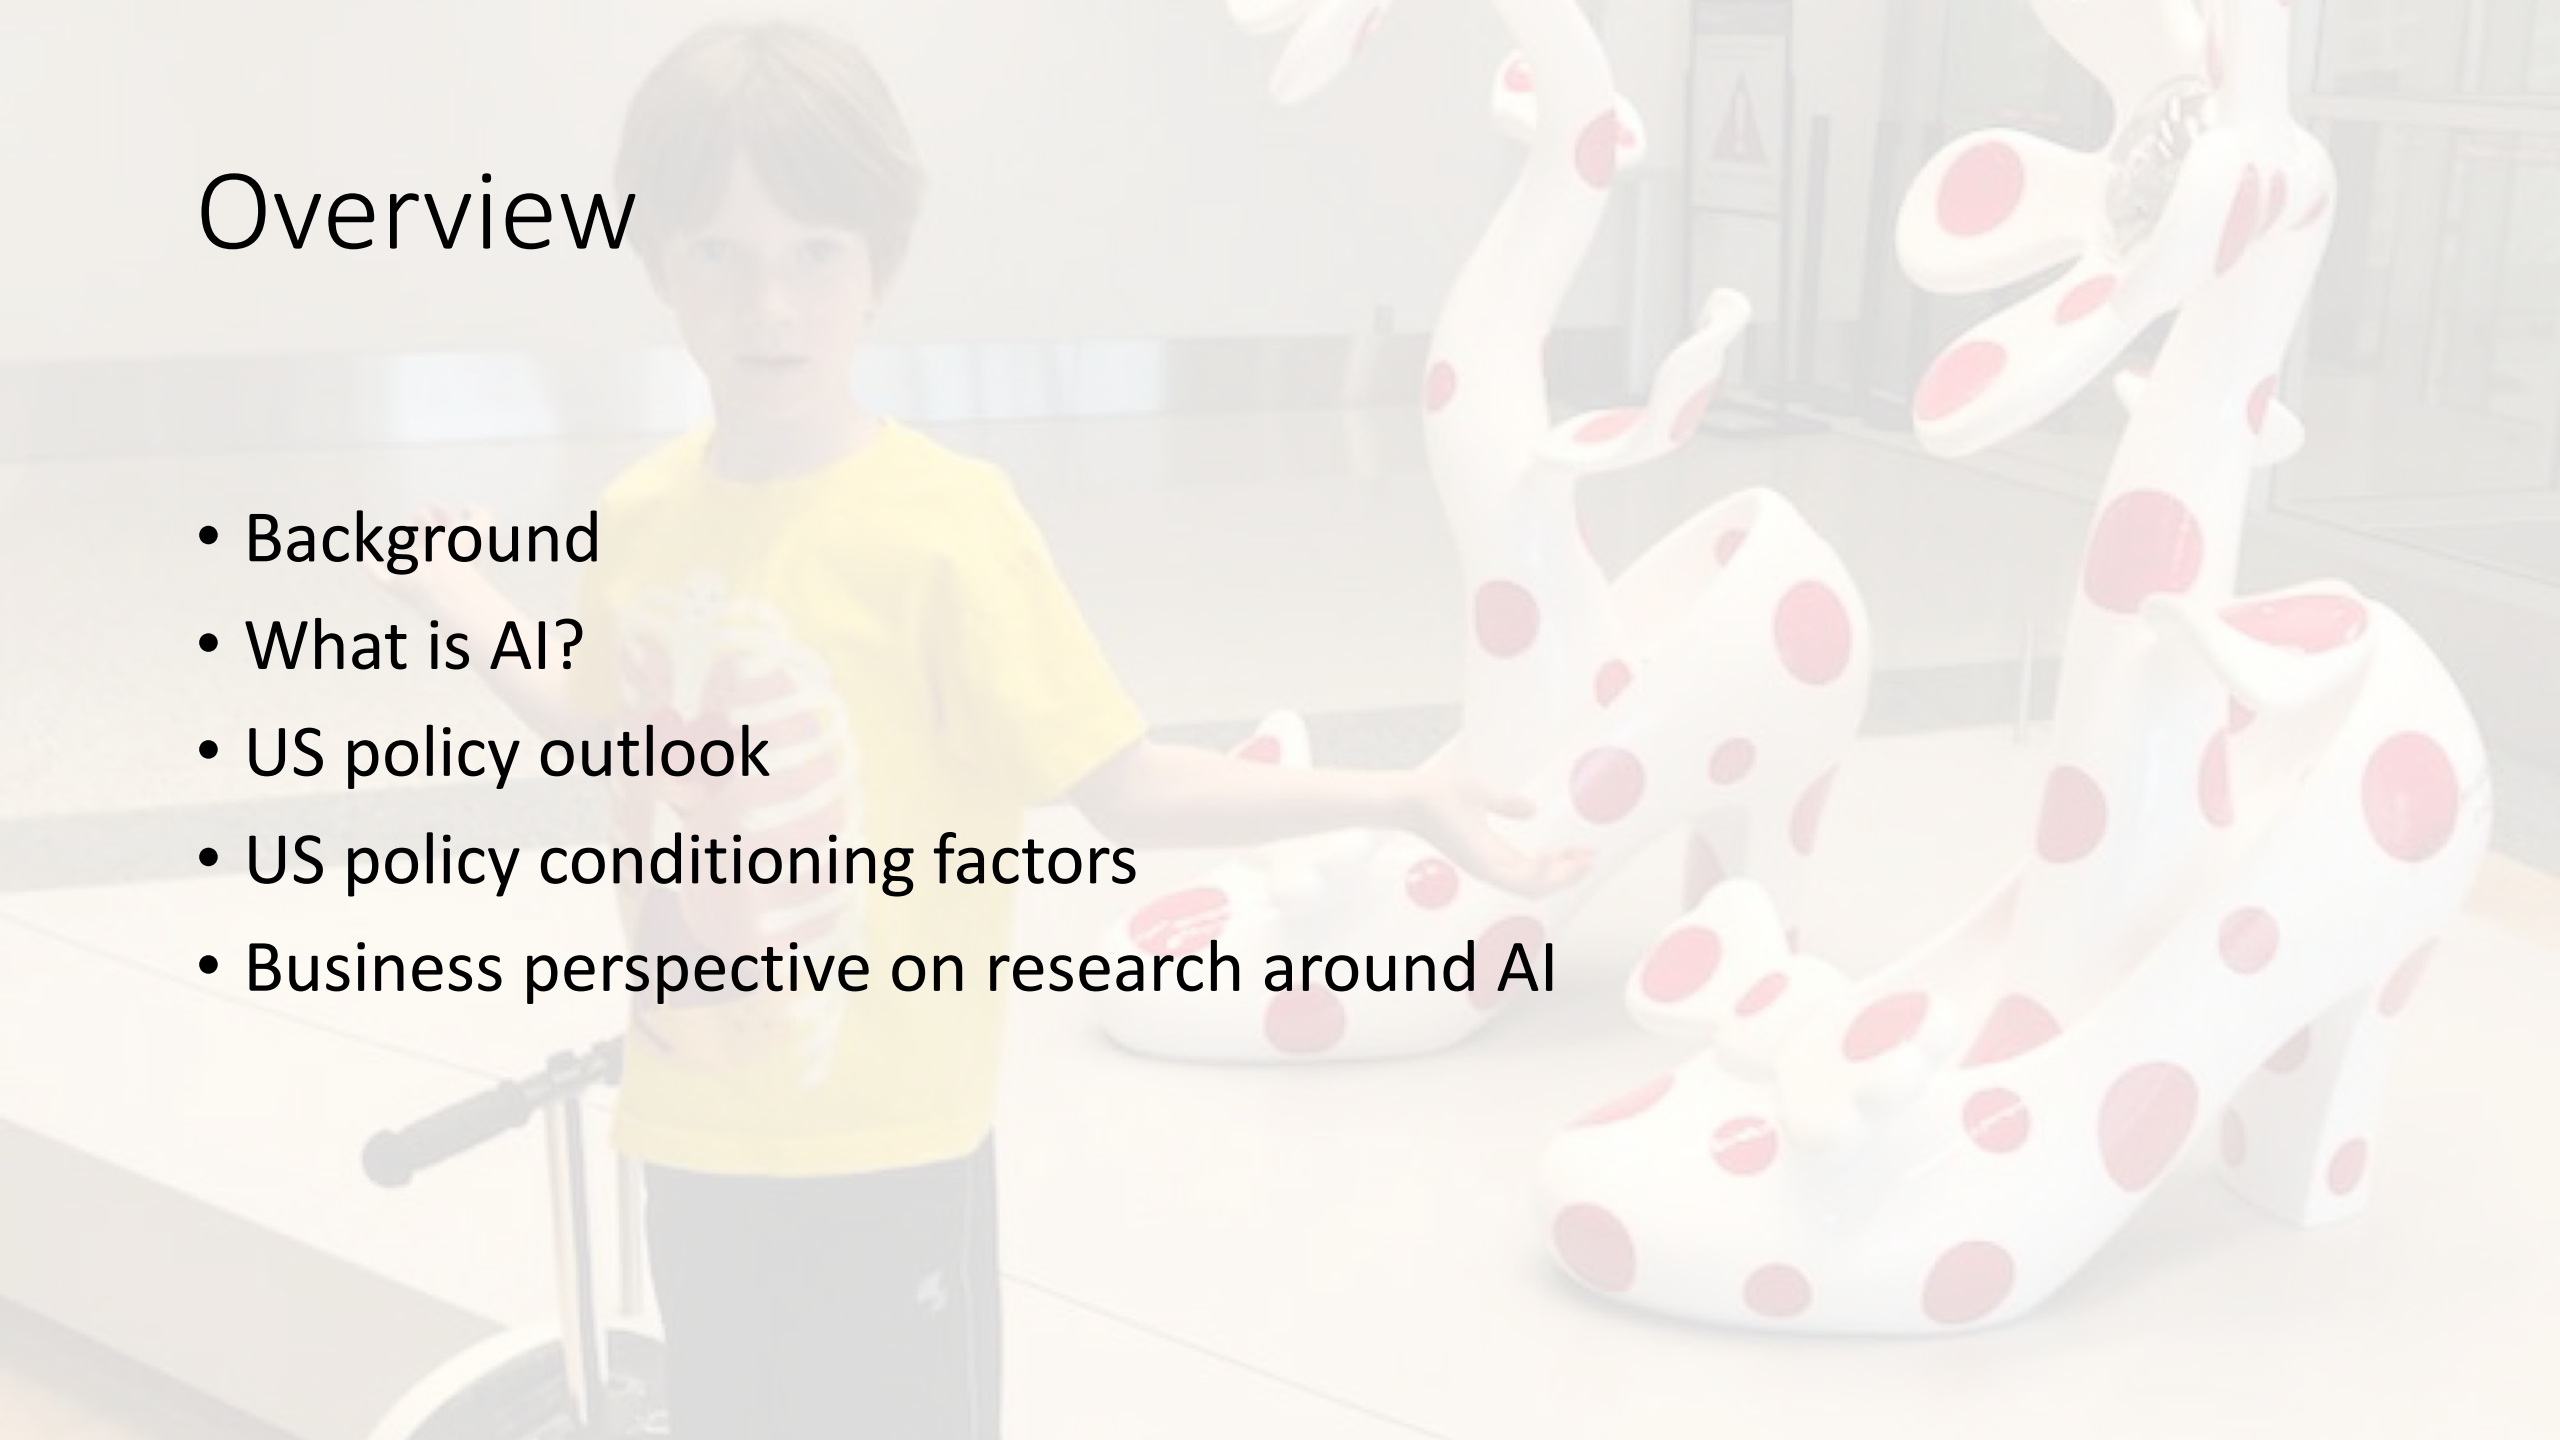 Overview
• Background
• What is AI?
• US policy outlook
• US policy conditioning factors
• Business perspective on research around AI